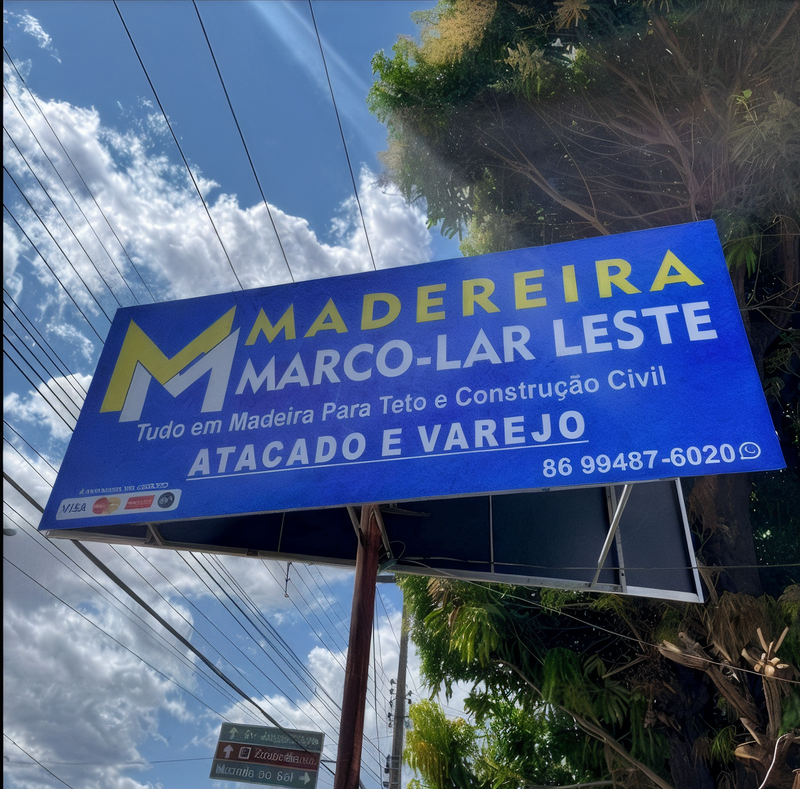 MADEREIRA
MARCO-LAR LESTE
Tudo em Madeira Para Teto e Construção Civil
ATACADO E VAREJO
86 99487-6020
VISA